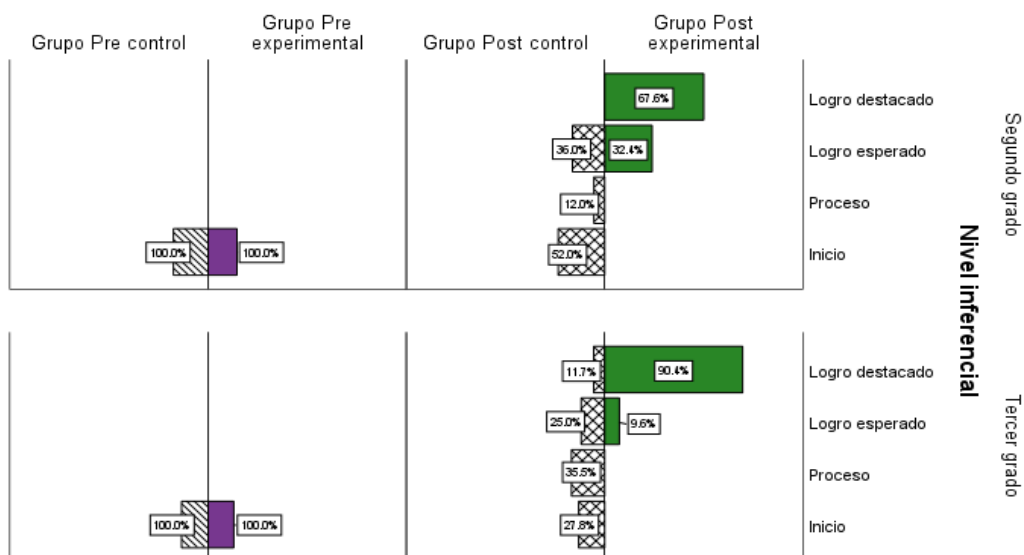 Grupo Pre control
Grupo Pre
experimental
Grupo Post control
Grupo Post
experimental
67.6%
Logro destacado
36.0%
32.4%
Logro esperado
12.0%
Proceso
100.0%
100.0%
52.0%
Inicio
Segundo grado
Nivel inferencial
11.7%
90.4%
Logro destacado
25.0%
9.6%
Logro esperado
35.5%
Proceso
100.0%
100.0%
27.8%
Inicio
Tercer grado